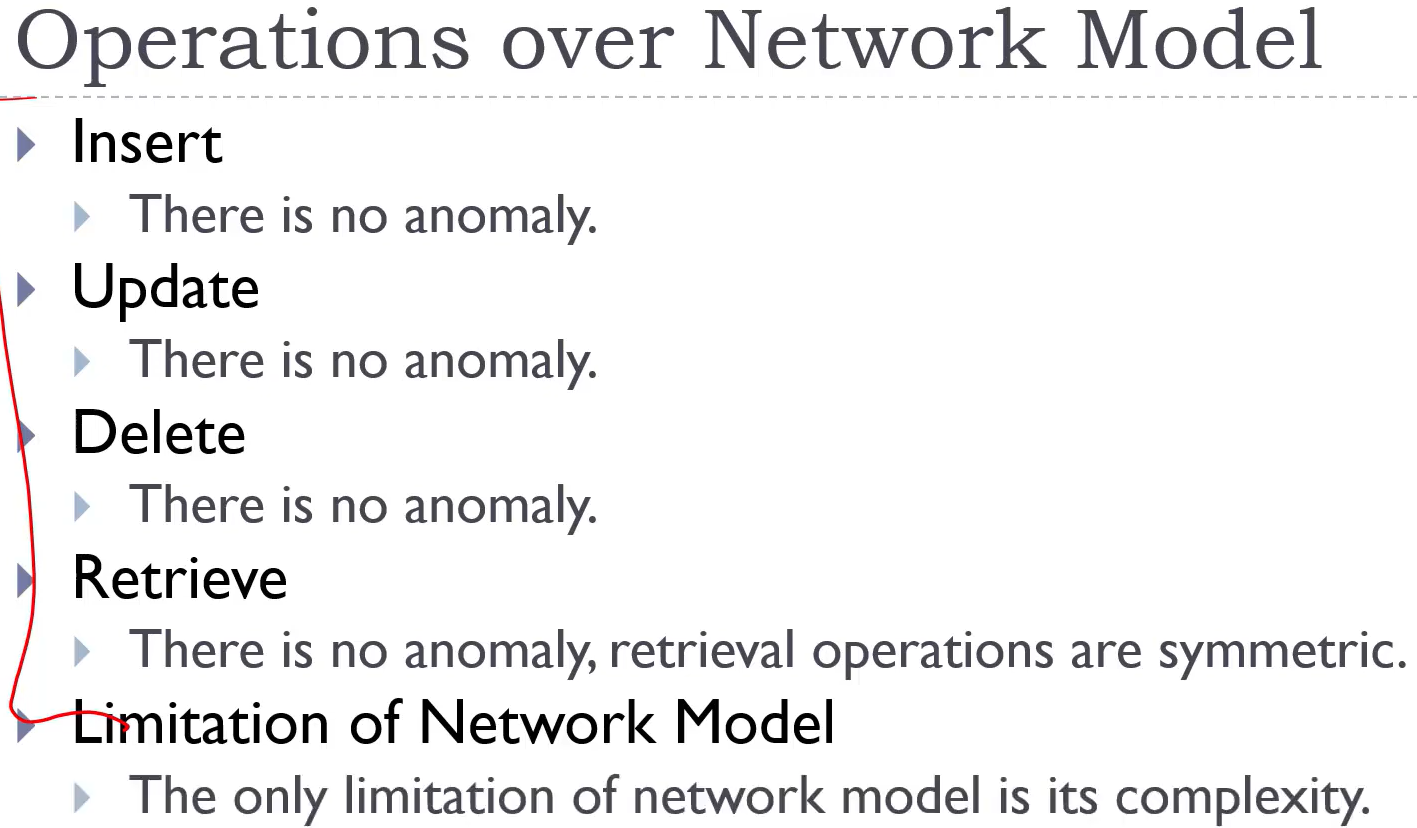 Operations over Network Model
Insert
There is no anomaly.
Update
There is no anomaly.
Delete
There is no anomaly.
Retrieve
There is no anomaly, retrieval operations are symmetric.
Limitation of Network Model
The only limitation of network model is its complexity.